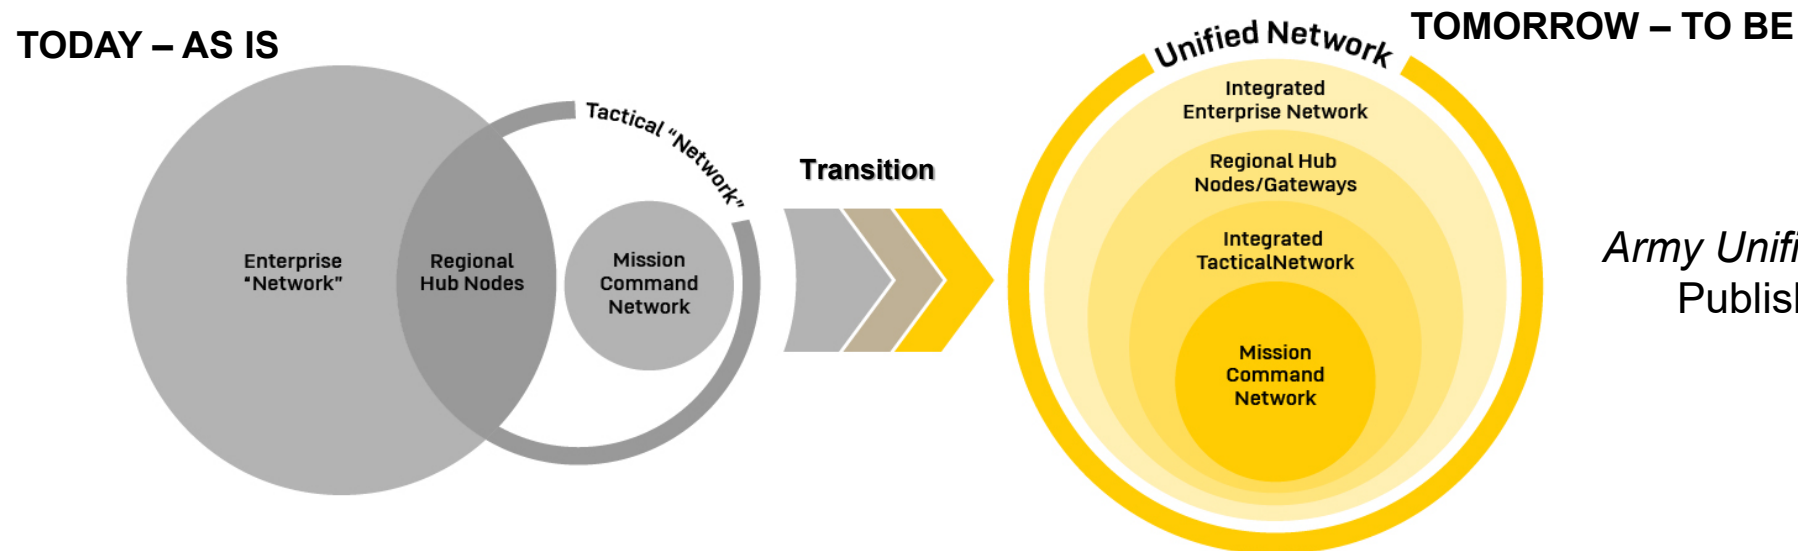 TODAY – AS IS
Enterprise
“Network”
Regional
Hub Nodes
Tactical “Network”
Mission
Command
Network
Transition
TOMORROW – TO BE
Unified Network
Integrated
Enterprise Network
Regional Hub
Nodes/Gateways
Integrated
TacticalNetwork
Mission
Command
Network
Army